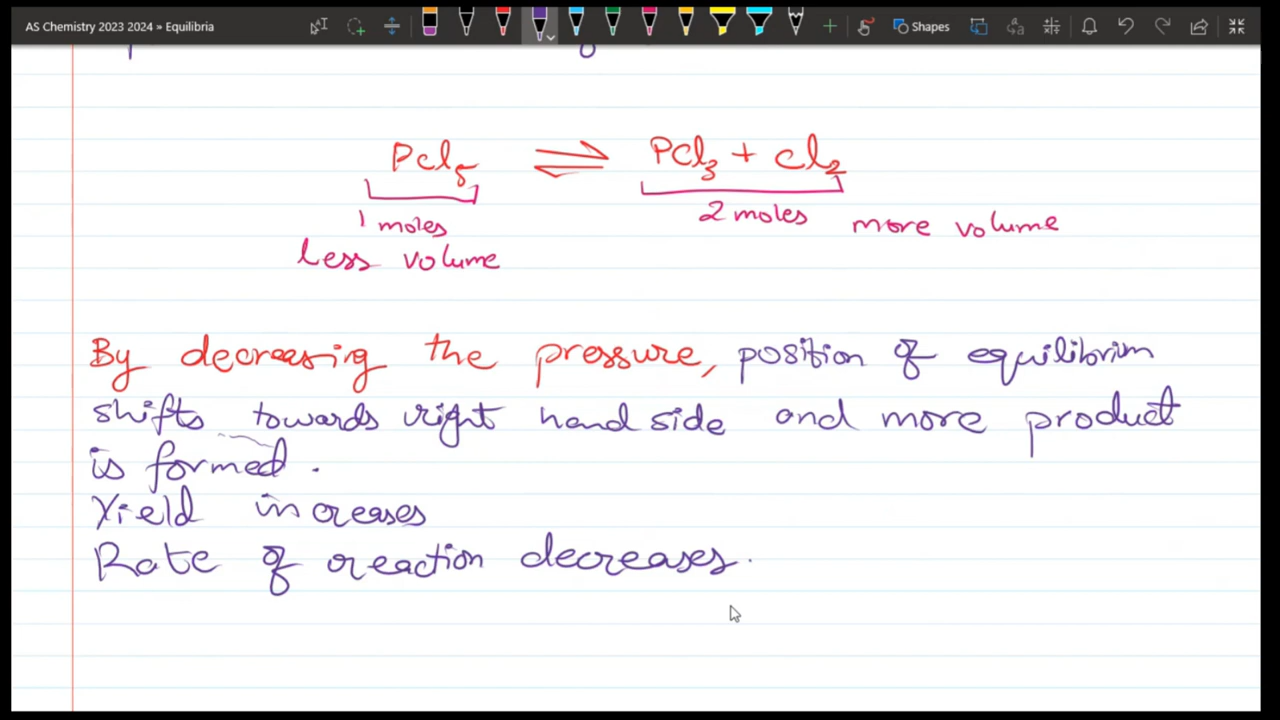 AS Chemistry 2023 2024 » Equilibria
Shapes
PCl₅ ⇌ PCl₃ + Cl₂
1 moles 2 moles more volume
less volume
By decreasing the pressure, position of equilibrium
shifts towards right hand side and more product
is formed.
Yield increases
Rate of reaction decreases.